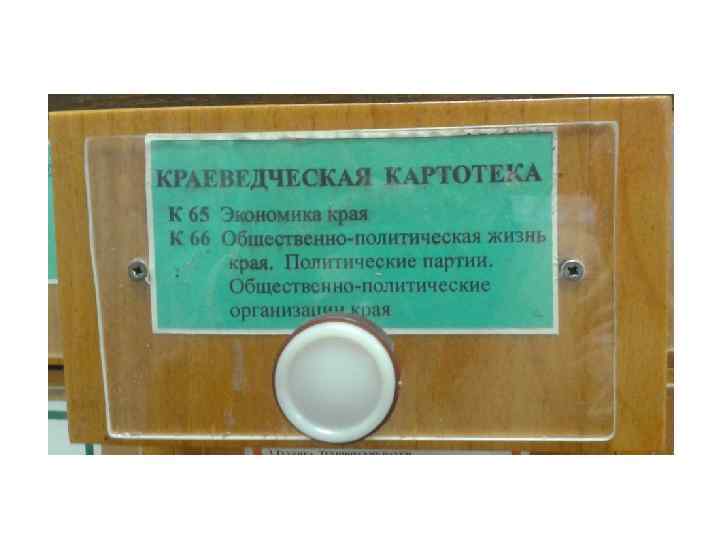 КРАЕВЕДЧЕСКАЯ КАРТОТЕКА
К 65 Экономика края
К 66 Общественно-политическая жизнь
края. Политические партии.
Общественно-политические
организации края